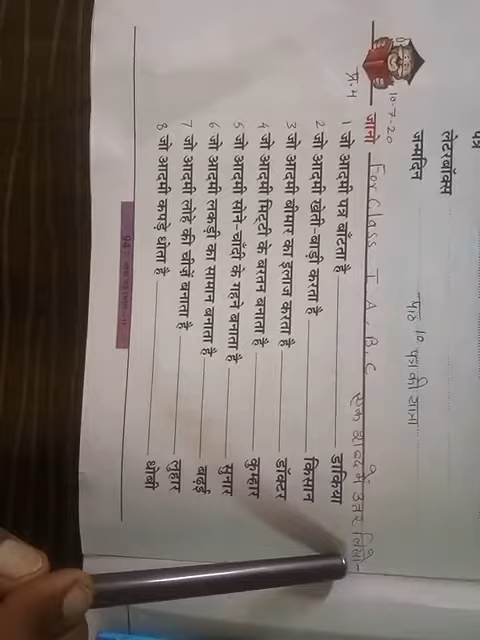 पत्र
लेटरबॉक्स
जन्मदिन
पाठ 10 पत्र की यात्रा
10-7-20
जानो For Class I A, B, C एक शब्द में उत्तर लिखो-
प्र.४
1 जो आदमी पत्र बाँटता है डाकिया
2 जो आदमी खेती-बाड़ी करता है किसान
3 जो आदमी बीमार का इलाज करता है डॉक्टर
4 जो आदमी मिट्टी के बरतन बनाता है कुम्हार
5 जो आदमी सोने-चाँदी के गहने बनाता है सुनार
6 जो आदमी लकड़ी का सामान बनाता है बढ़ई
7 जो आदमी लोहे की चीजें बनाता है लुहार
8 जो आदमी कपड़े धोता है धोबी